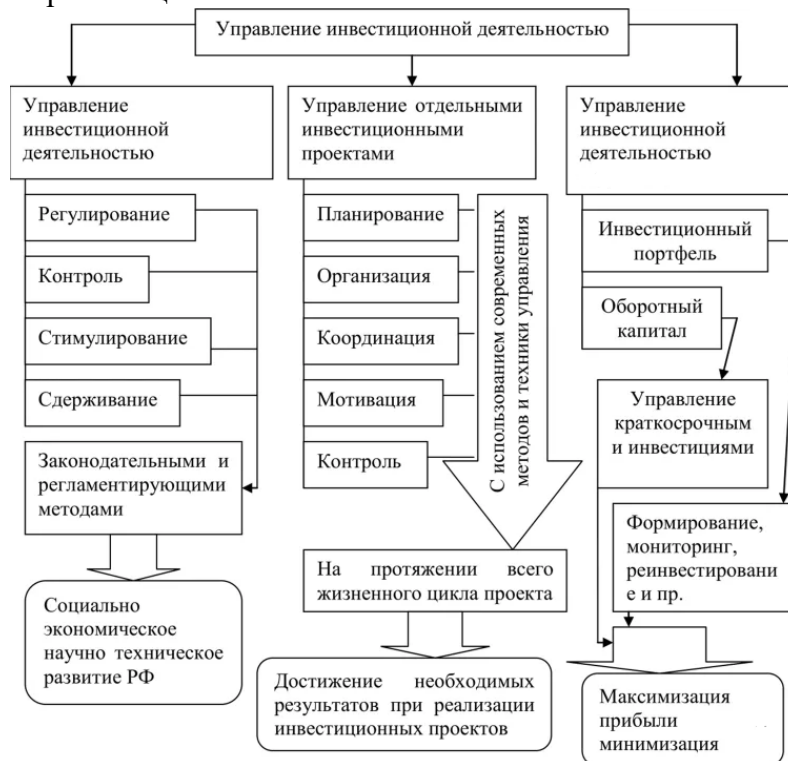 Управление инвестиционной деятельностью
Управление
инвестиционной
деятельностью
Регулирование
Контроль
Стимулирование
Сдерживание
Законодательными и
регламентирующими
методами
Социально
экономическое
научно техническое
развитие РФ
Управление отдельными
инвестиционными
проектами
Планирование
Организация
Координация
Мотивация
Контроль
С использованием современных
методов и техники управления
На протяжении всего
жизненного цикла проекта
Достижение необходимых
результатов при реализации
инвестиционных проектов
Управление
инвестиционной
деятельностью
Инвестиционный
портфель
Оборотный
капитал
Управление
краткосрочным
и инвестициями
Формирование,
мониторинг,
реинвестировани
е и пр.
Максимизация
прибыли
минимизация